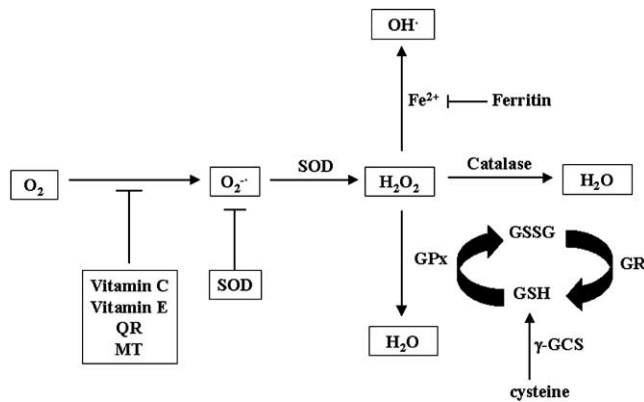 OH·
Fe²⁺
Ferritin
O₂
O₂⁻·
SOD
H₂O₂
Catalase
H₂O
Vitamin C
Vitamin E
QR
MT
SOD
GPx
GSSG
GR
GSH
H₂O
γ-GCS
cysteine